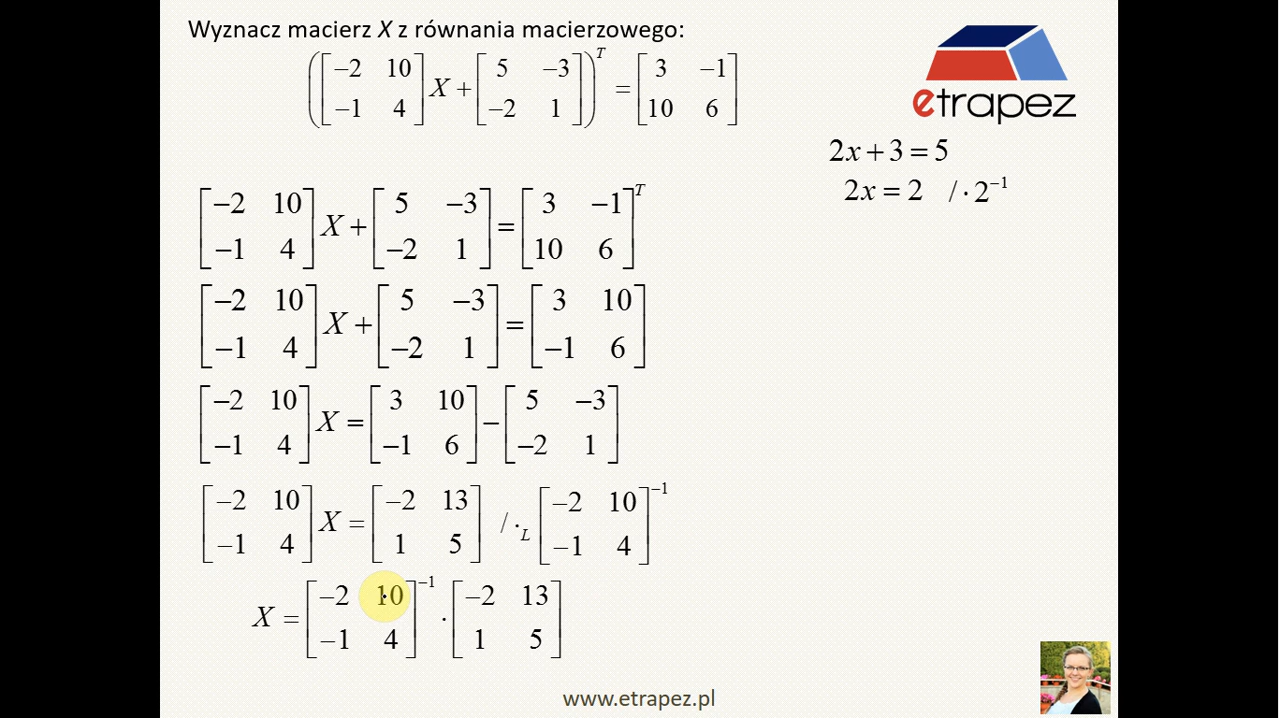 Wyznacz macierz X z równania macierzowego:
([−2 10; −1 4] X + [5 −3; −2 1])^T = [3 −1; 10 6]
etrapez
2x + 3 = 5
2x = 2 / · 2^−1
[−2 10; −1 4] X + [5 −3; −2 1] = [3 −1; 10 6]^T
[−2 10; −1 4] X + [5 −3; −2 1] = [3 10; −1 6]
[−2 10; −1 4] X = [3 10; −1 6] − [5 −3; −2 1]
[−2 10; −1 4] X = [−2 13; 1 5] / ·_L [−2 10; −1 4]^−1
X = [−2 10; −1 4]^−1 · [−2 13; 1 5]
www.etrapez.pl